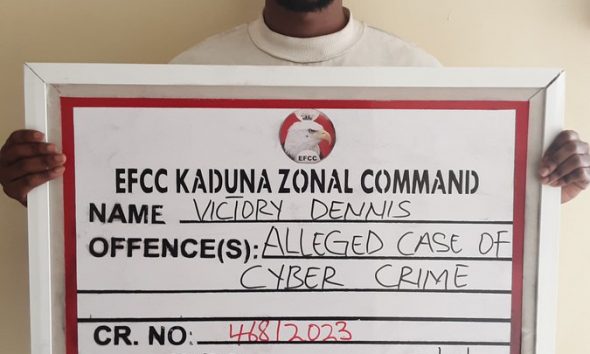 EFCC
EFCC KADUNA ZONAL COMMAND
NAME VICTORY DENNIS
OFFENCE(S): ALLEGED CASE OF
CYBER CRIME
CR. NO: 468/2023